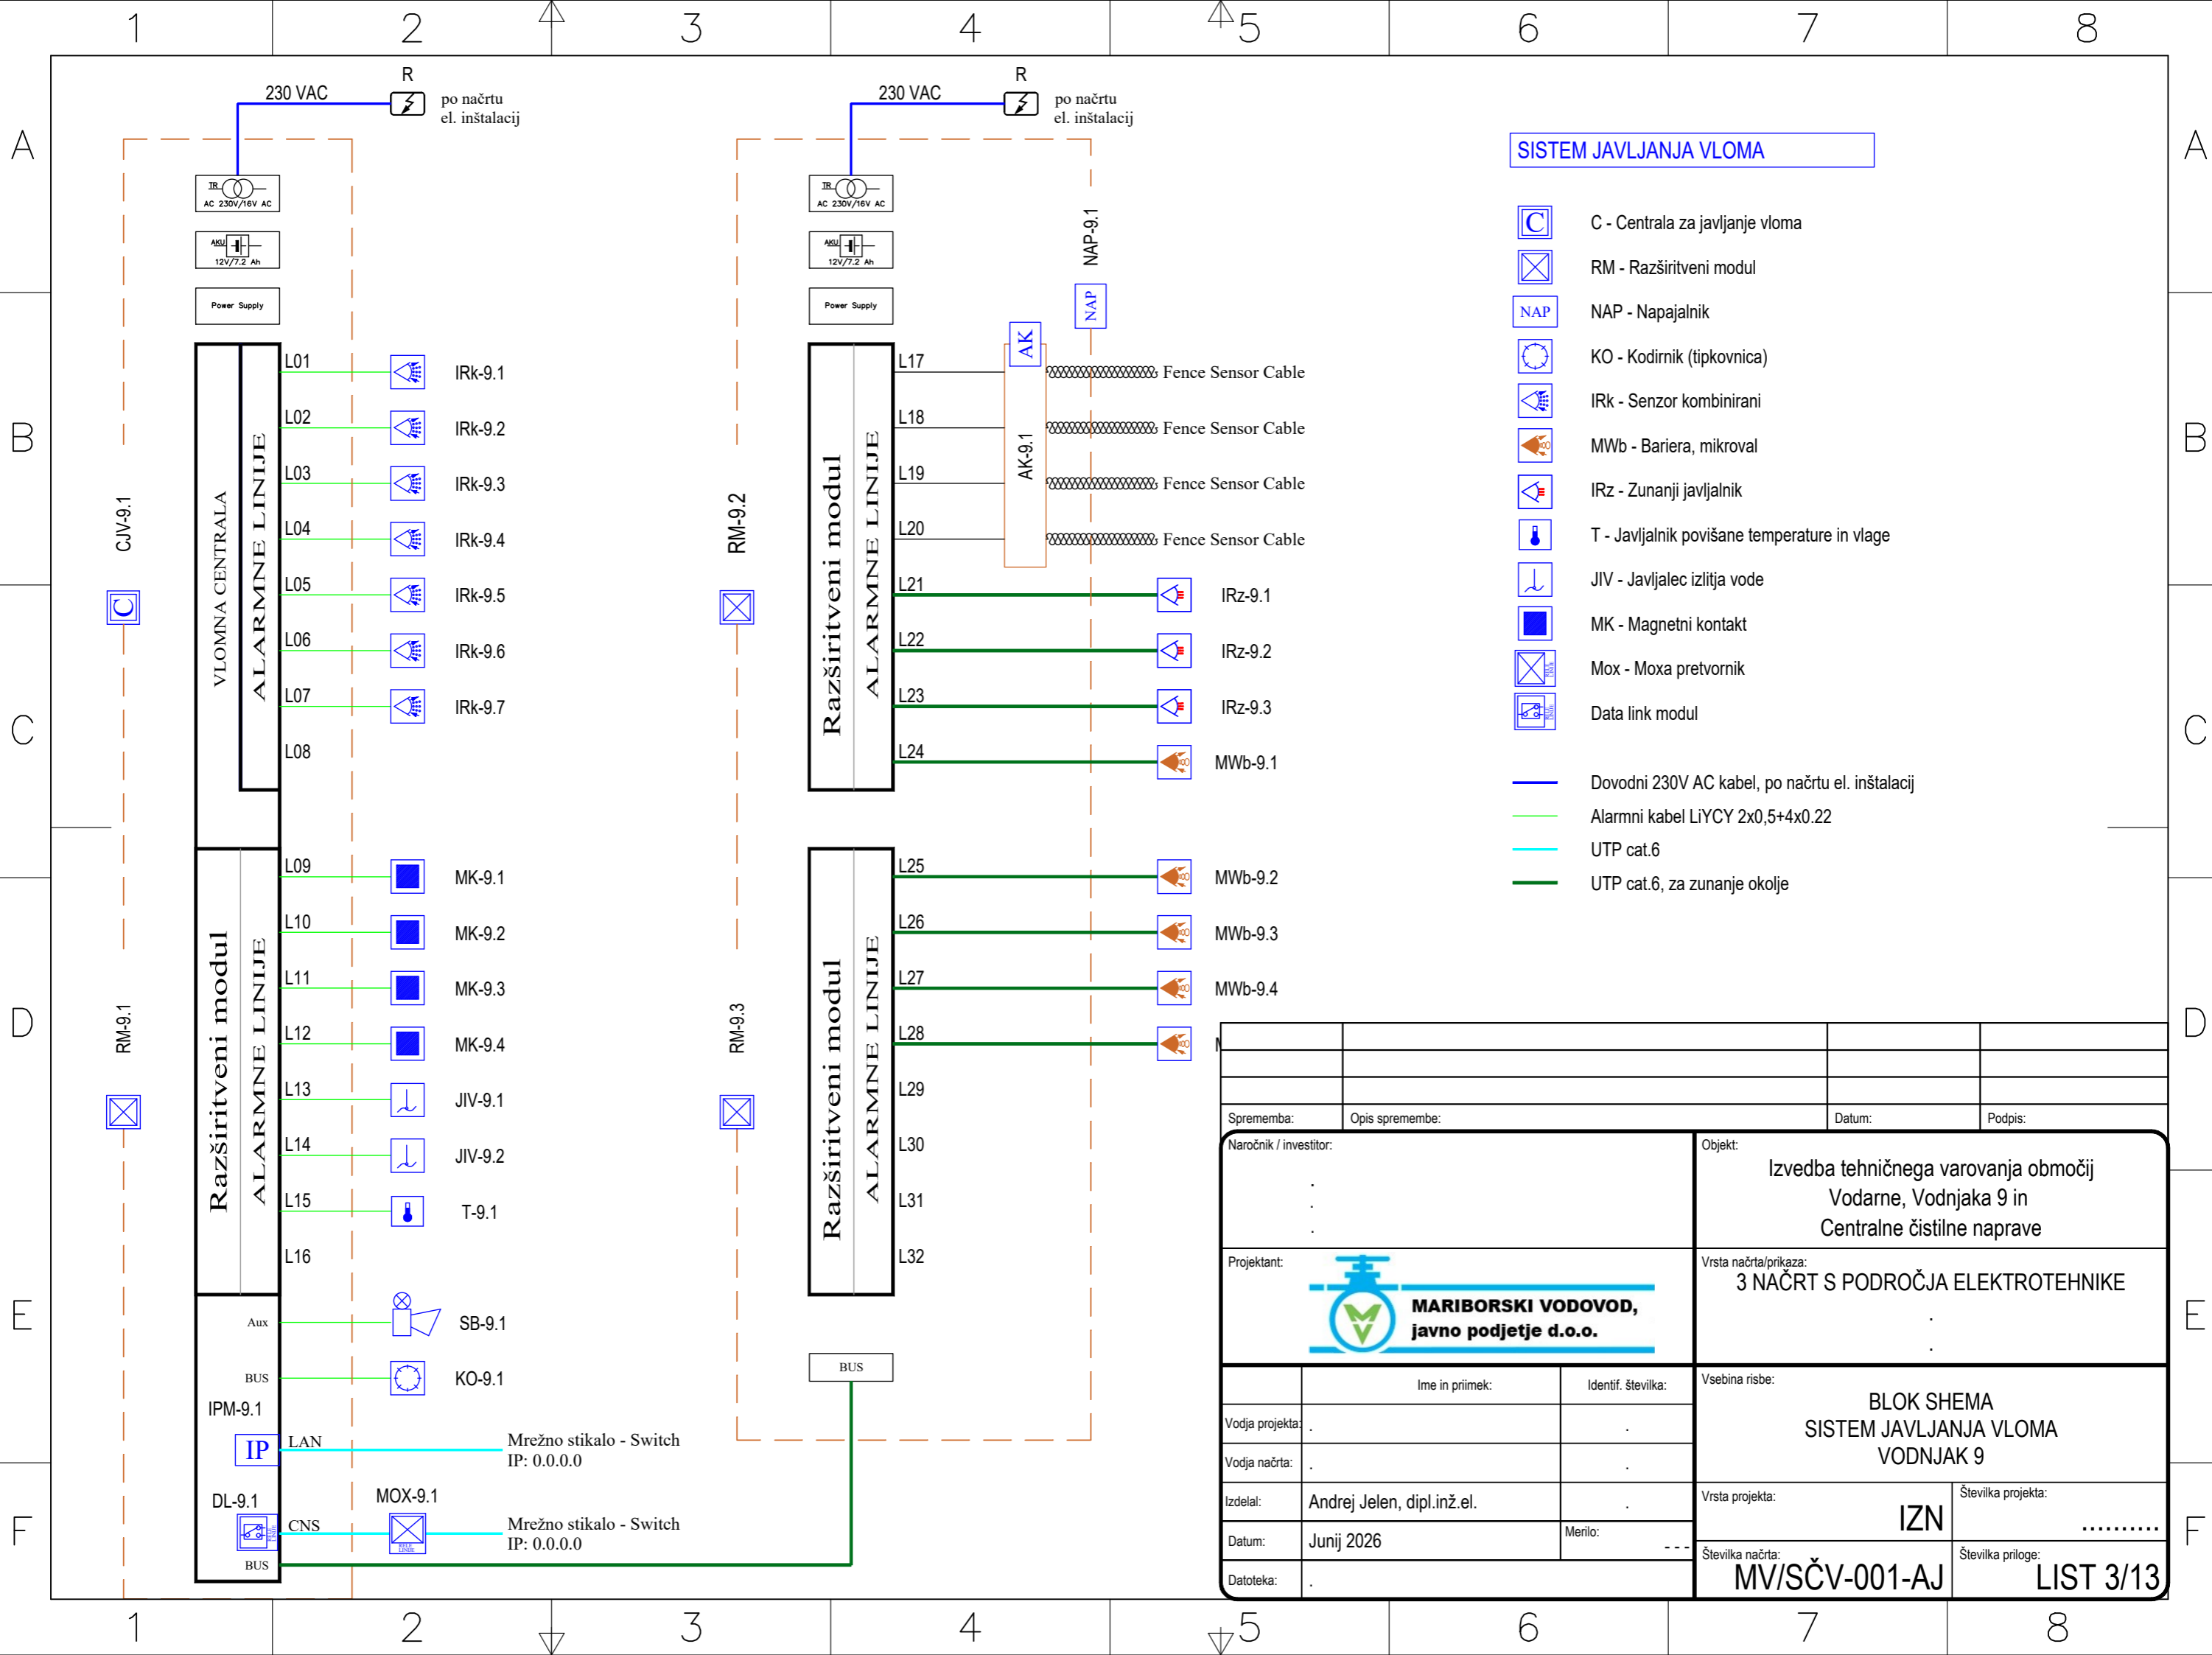 1 2 3 4 5 6 7 8
A
B
C
D
E
F
230 VAC
R
po načrtu
el. inštalacij
TR
AC 230V/16V AC
AKU
12V/7.2 Ah
Power Supply
CJV-9.1
C
VLOMNA CENTRALA
ALARMNE LINIJE
L01 IRk-9.1
L02 IRk-9.2
L03 IRk-9.3
L04 IRk-9.4
L05 IRk-9.5
L06 IRk-9.6
L07 IRk-9.7
L08
RM-9.1
Razširitveni modul
ALARMNE LINIJE
L09 MK-9.1
L10 MK-9.2
L11 MK-9.3
L12 MK-9.4
L13 JIV-9.1
L14 JIV-9.2
L15 T-9.1
L16
Aux SB-9.1
BUS KO-9.1
IPM-9.1
IP LAN
Mrežno stikalo - Switch
IP: 0.0.0.0
DL-9.1
RELE
LINIJE
CNS
MOX-9.1
RELE
LINIJE
Mrežno stikalo - Switch
IP: 0.0.0.0
BUS
230 VAC
R
po načrtu
el. inštalacij
TR
AC 230V/16V AC
AKU
12V/7.2 Ah
Power Supply
NAP-9.1
NAP
AK
AK-9.1
RM-9.2
Razširitveni modul
ALARMNE LINIJE
L17 Fence Sensor Cable
L18 Fence Sensor Cable
L19 Fence Sensor Cable
L20 Fence Sensor Cable
L21 IRz-9.1
L22 IRz-9.2
L23 IRz-9.3
L24 MWb-9.1
RM-9.3
Razširitveni modul
ALARMNE LINIJE
L25 MWb-9.2
L26 MWb-9.3
L27 MWb-9.4
L28
L29
L30
L31
L32
BUS
SISTEM JAVLJANJA VLOMA
C C - Centrala za javljanje vloma
RM - Razširitveni modul
NAP NAP - Napajalnik
KO - Kodirnik (tipkovnica)
IRk - Senzor kombinirani
MWb - Bariera, mikroval
IRz - Zunanji javljalnik
T - Javljalnik povišane temperature in vlage
JIV - Javljalec izlitja vode
MK - Magnetni kontakt
Mox - Moxa pretvornik
Data link modul
Dovodni 230V AC kabel, po načrtu el. inštalacij
Alarmni kabel LiYCY 2x0,5+4x0.22
UTP cat.6
UTP cat.6, za zunanje okolje
Sprememba: Opis spremembe: Datum: Podpis:
Naročnik / investitor:
.
.
.
Objekt:
Izvedba tehničnega varovanja območij
Vodarne, Vodnjaka 9 in
Centralne čistilne naprave
Projektant:
MARIBORSKI VODOVOD,
javno podjetje d.o.o.
Vrsta načrta/prikaza:
3 NAČRT S PODROČJA ELEKTROTEHNIKE
.
.
Ime in priimek: Identif. številka:
Vodja projekta: . .
Vodja načrta: . .
Izdelal: Andrej Jelen, dipl.inž.el. .
Datum: Junij 2026 Merilo: - - -
Datoteka: .
Vsebina risbe:
BLOK SHEMA
SISTEM JAVLJANJA VLOMA
VODNJAK 9
Vrsta projekta: IZN
Številka projekta: ..........
Številka načrta: MV/SČV-001-AJ
Številka priloge: LIST 3/13
A
B
C
D
E
F
1 2 3 4 5 6 7 8